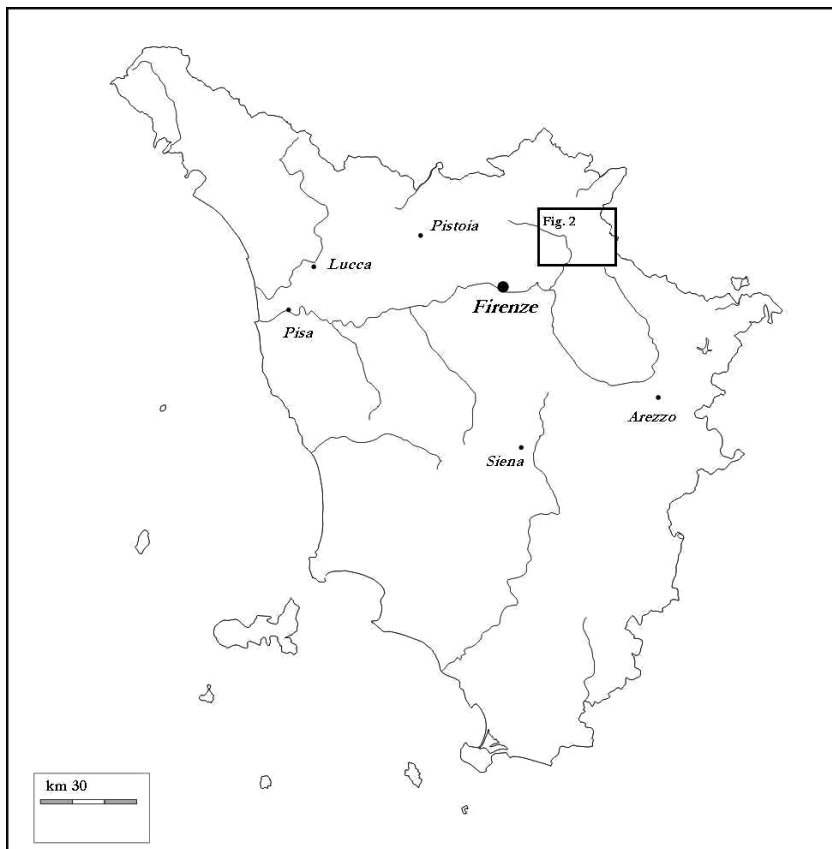 Fig. 2
Pistoia
Lucca
Firenze
Pisa
Arezzo
Siena
km 30